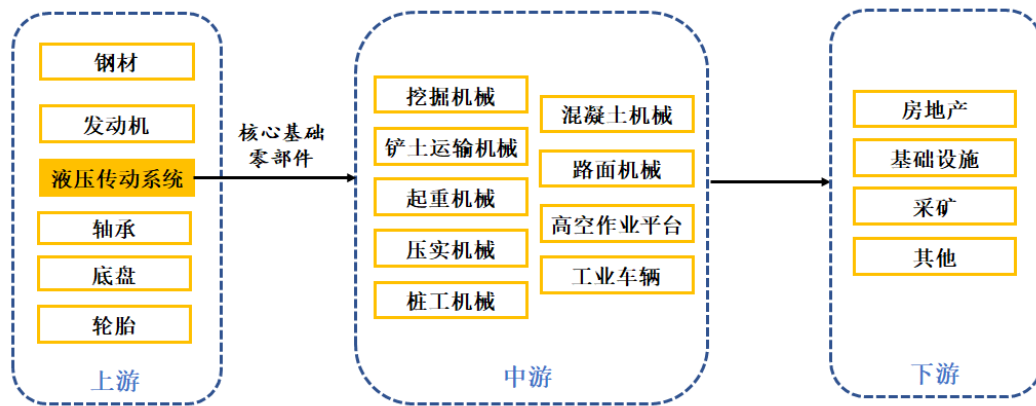 钢材
发动机
液压传动系统
轴承
底盘
轮胎
上游
核心基础
零部件
挖掘机械
铲土运输机械
起重机械
压实机械
桩工机械
混凝土机械
路面机械
高空作业平台
工业车辆
中游
房地产
基础设施
采矿
其他
下游